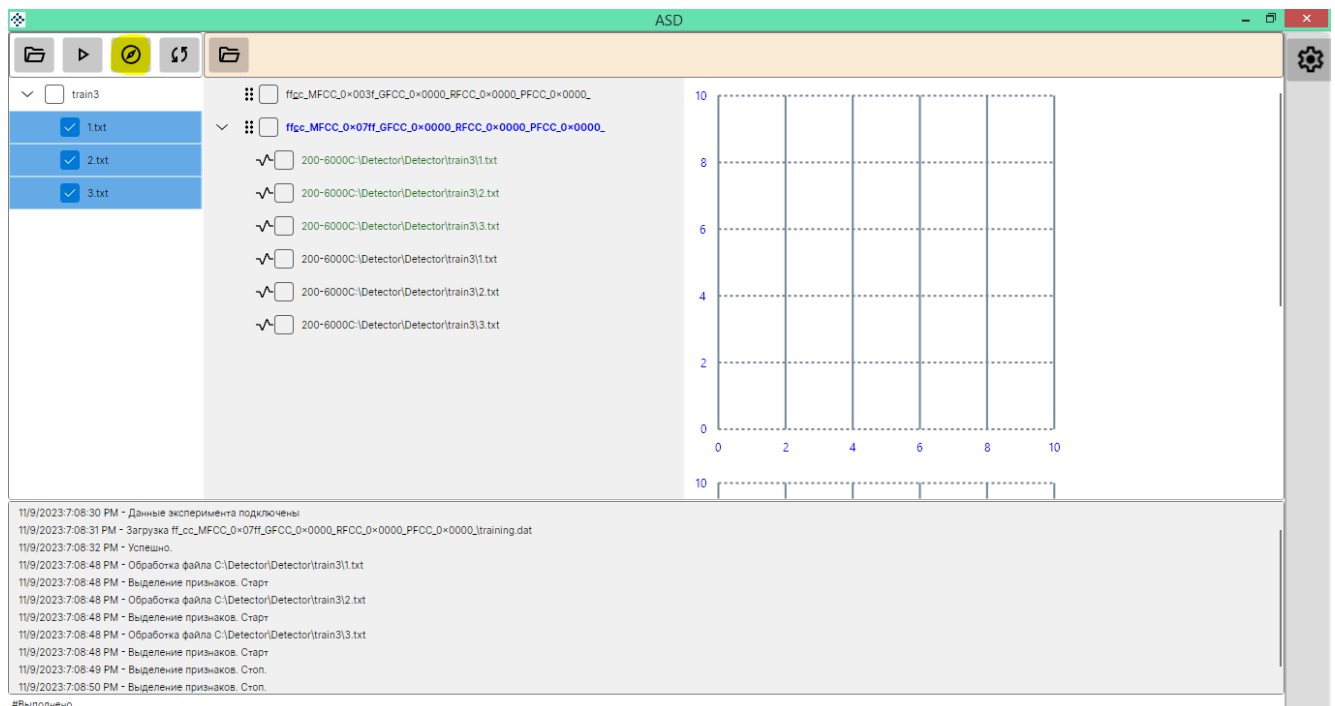 ASD
train3
1.txt
2.txt
3.txt
ffcc_MFCC_0×003f_GFCC_0×0000_RFCC_0×0000_PFCC_0×0000_
ffcc_MFCC_0×07ff_GFCC_0×0000_RFCC_0×0000_PFCC_0×0000_
200-6000C:\Detector\Detector\train3\1.txt
200-6000C:\Detector\Detector\train3\2.txt
200-6000C:\Detector\Detector\train3\3.txt
200-6000C:\Detector\Detector\train3\1.txt
200-6000C:\Detector\Detector\train3\2.txt
200-6000C:\Detector\Detector\train3\3.txt
10
8
6
4
2
0
0 2 4 6 8 10
10
11/9/2023:7:08:30 PM - Данные эксперимента подключены
11/9/2023:7:08:31 PM - Загрузка ff_cc_MFCC_0×07ff_GFCC_0×0000_RFCC_0×0000_PFCC_0×0000_\training.dat
11/9/2023:7:08:32 PM - Успешно.
11/9/2023:7:08:48 PM - Обработка файла C:\Detector\Detector\train3\1.txt
11/9/2023:7:08:48 PM - Выделение признаков. Старт
11/9/2023:7:08:48 PM - Обработка файла C:\Detector\Detector\train3\2.txt
11/9/2023:7:08:48 PM - Выделение признаков. Старт
11/9/2023:7:08:48 PM - Обработка файла C:\Detector\Detector\train3\3.txt
11/9/2023:7:08:48 PM - Выделение признаков. Старт
11/9/2023:7:08:49 PM - Выделение признаков. Стоп.
11/9/2023:7:08:50 PM - Выделение признаков. Стоп.
#Выполнено